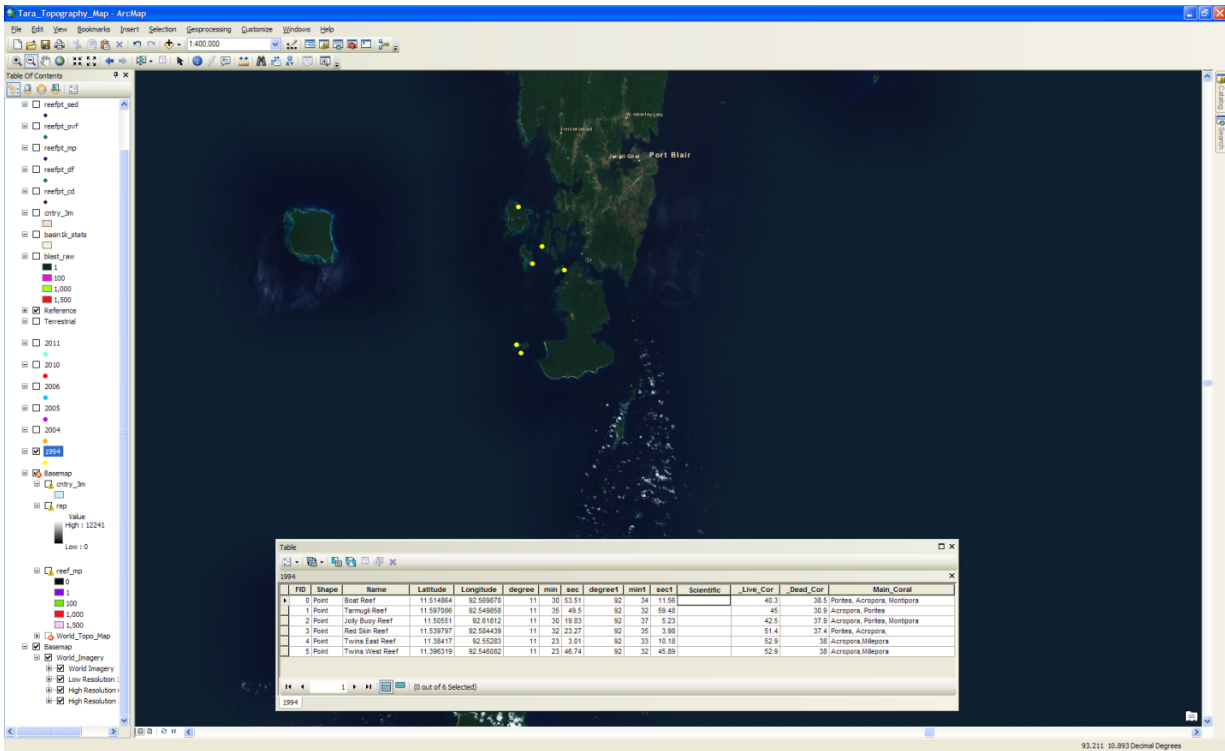 Tara_Topography_Map - ArcMap
File Edit View Bookmarks Insert Selection Geoprocessing Customize Windows Help
1:400,000
Table Of Contents
reefpt_sed
reefpt_ovf
reefpt_mp
reefpt_df
reefpt_cd
cntry_3m
basin1k_stats
blast_raw
1
100
1,000
1,500
Reference
Terrestrial
2011
2010
2006
2005
2004
1994
Basemap
cntry_3m
rep
Value
High : 12241
Low : 0
reef_mp
0
1
100
1,000
1,500
World_Topo_Map
Basemap
World_Imagery
World Imagery
Low Resolution
High Resolution
High Resolution
Port Blair
Catalog
Search
Table
1994
FID Shape Name Latitude Longitude degree min sec degree1 min1 sec1 Scientific _Live_Cor _Dead_Cor Main_Coral
0 Point Boat Reef 11.514864 92.569878 11 30 53.51 92 34 11.56 40.3 38.5 Porites, Acropora, Montipora
1 Point Tarmugli Reef 11.597086 92.549858 11 35 49.5 92 32 59.48 45 30.9 Acropora, Porites
2 Point Jolly Buoy Reef 11.50551 92.61812 11 30 19.83 92 37 5.23 42.5 37.9 Acropora, Porites, Montipora
3 Point Red Skin Reef 11.539797 92.584439 11 32 23.27 92 35 3.98 51.4 37.4 Porites, Acropora,
4 Point Twins East Reef 11.38417 92.55283 11 23 3.01 92 33 10.18 52.9 38 Acropora,Millepora
5 Point Twins West Reef 11.396319 92.546082 11 23 46.74 92 32 45.89 52.9 38 Acropora,Millepora
1 (0 out of 6 Selected)
1994
93.211 10.893 Decimal Degrees